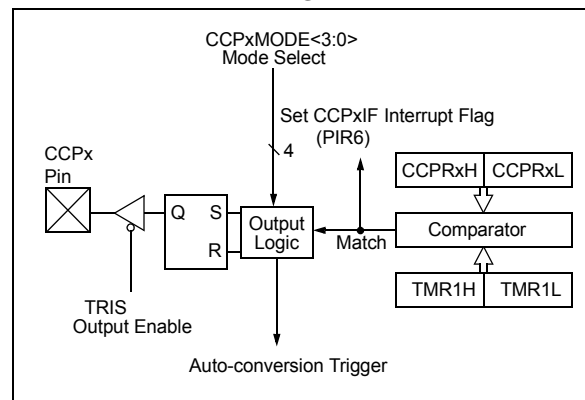 CCPxMODE<3:0>
Mode Select
Set CCPxIF Interrupt Flag
(PIR6)
4
CCPx
Pin
CCPRxH CCPRxL
Q S
R
Output
Logic
Match
Comparator
TMR1H TMR1L
TRIS
Output Enable
Auto-conversion Trigger